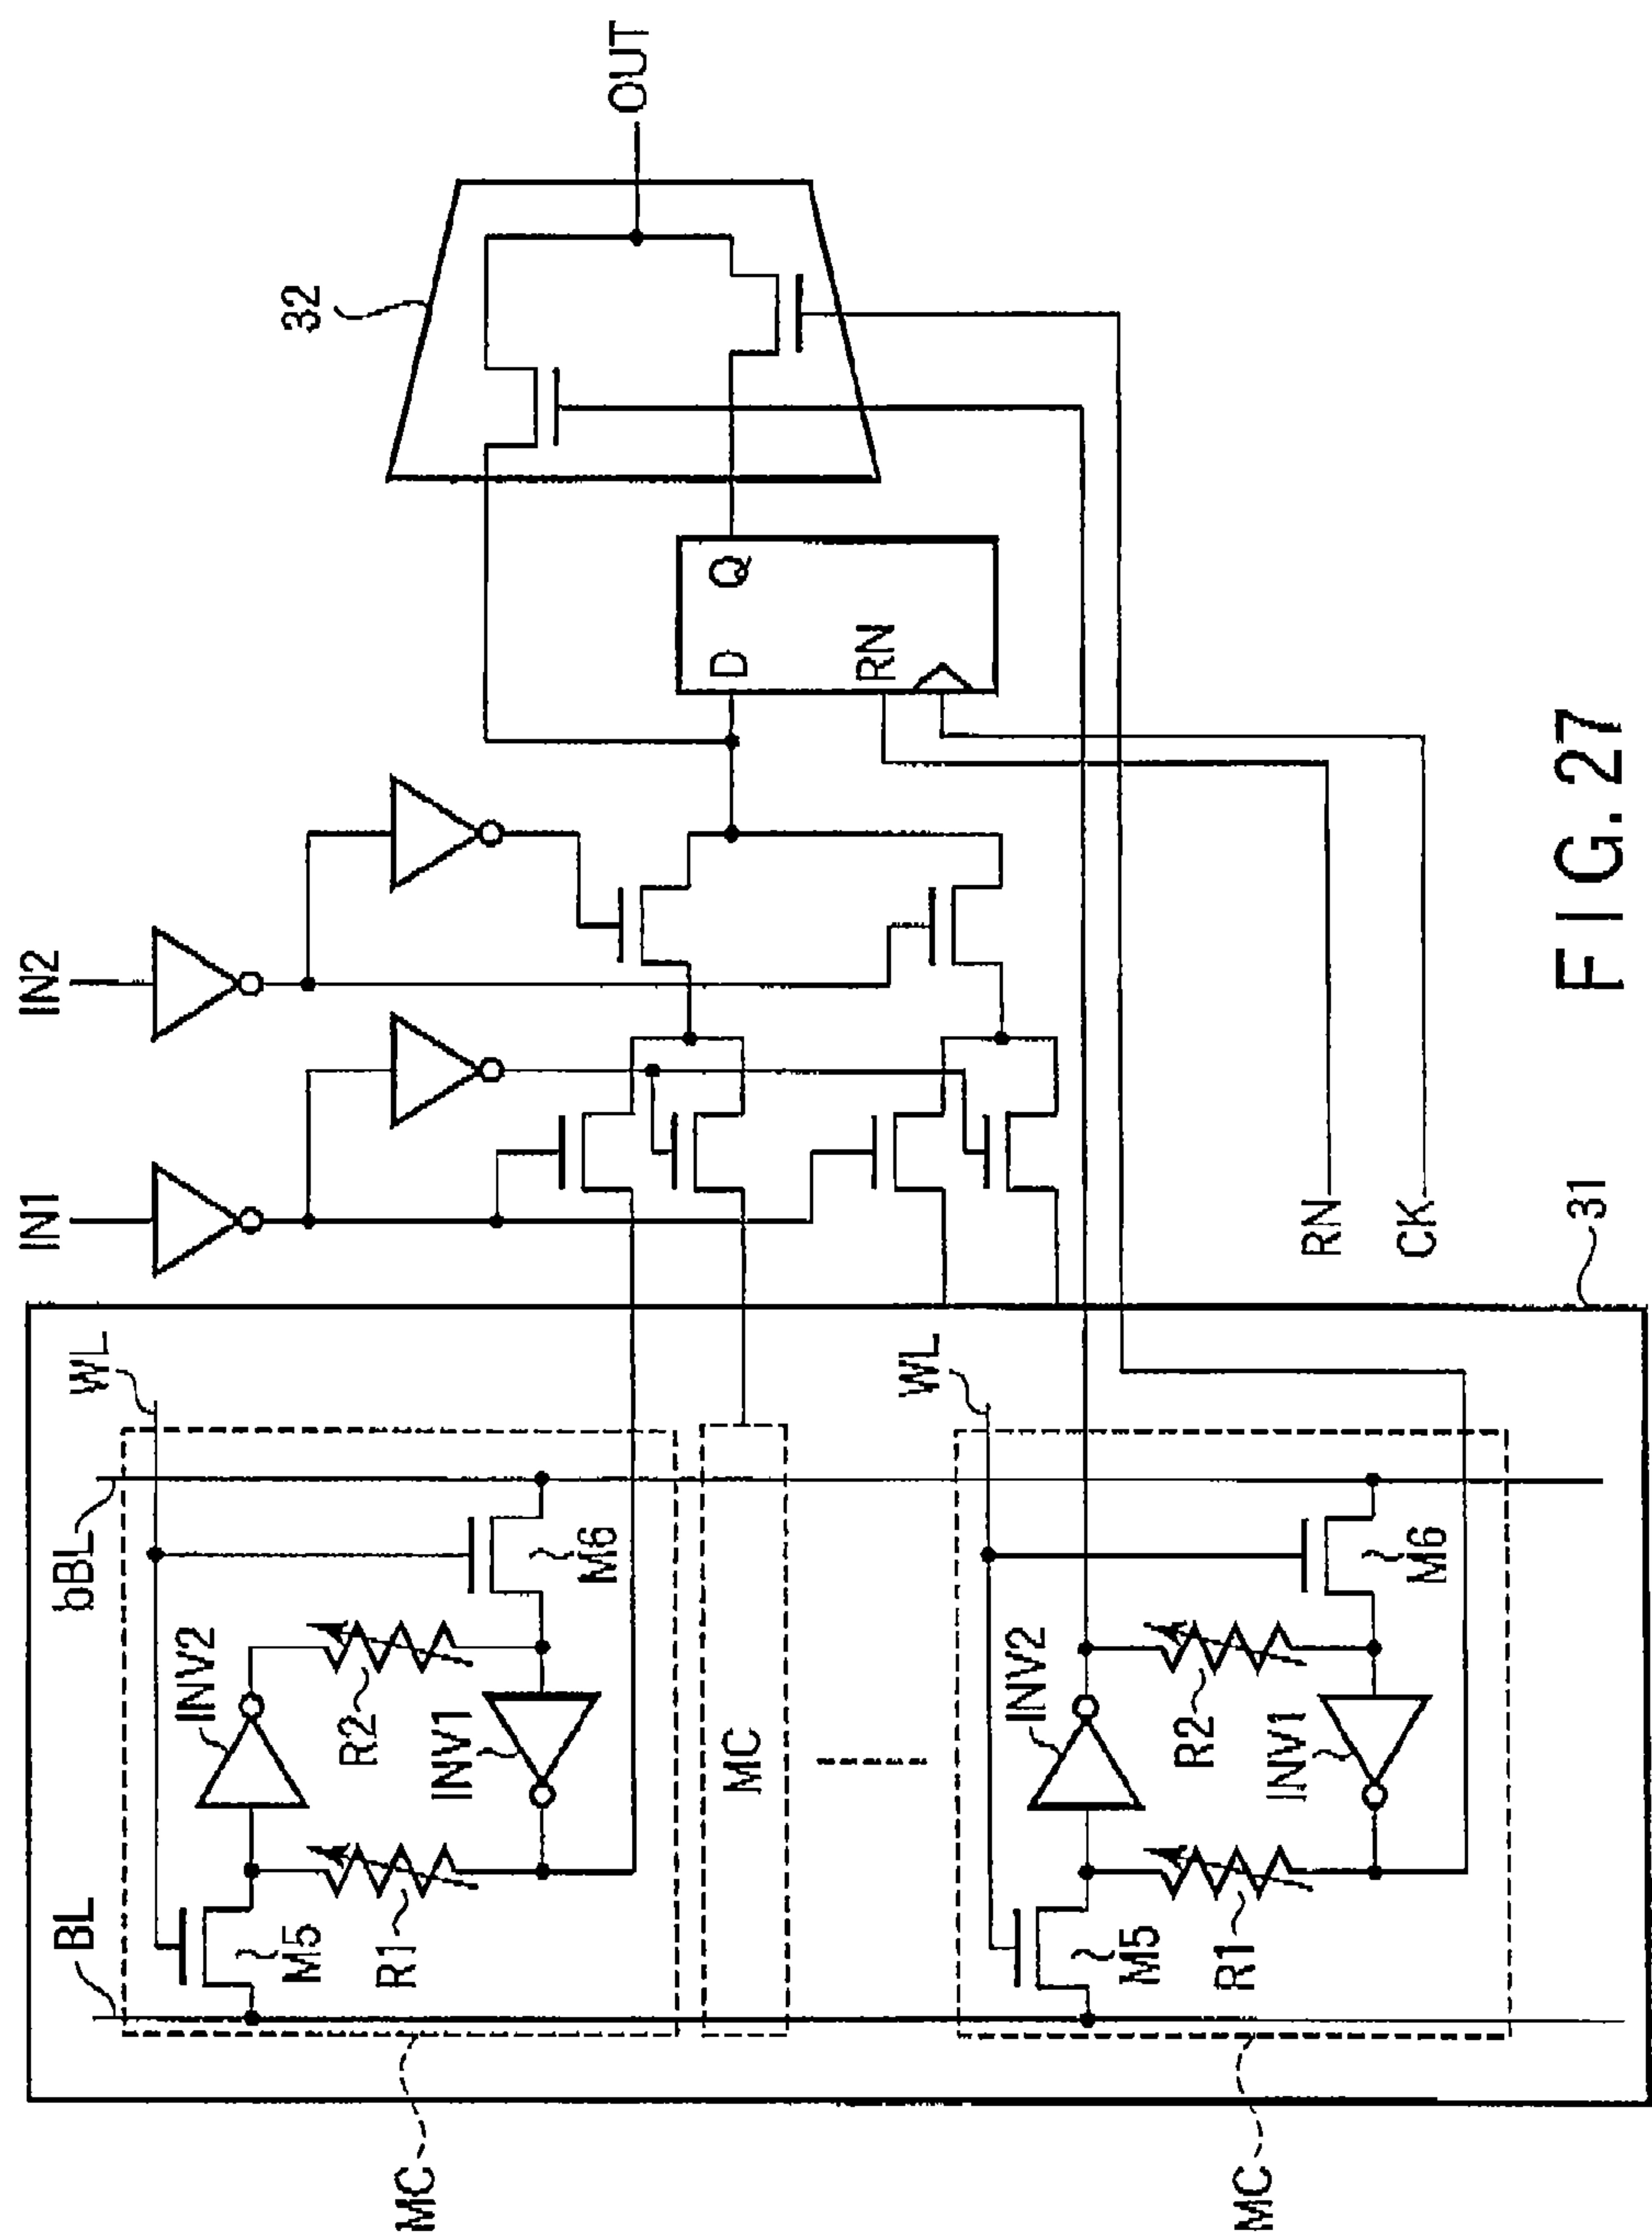 IN1
IN2
32
OUT
D
Q
RN
RN
CK
31
bBL
WL
BL
INV2
M5
R1
R2
INV1
M6
MC
MC
WL
INV2
M5
R1
R2
INV1
M6
MC
FIG. 27